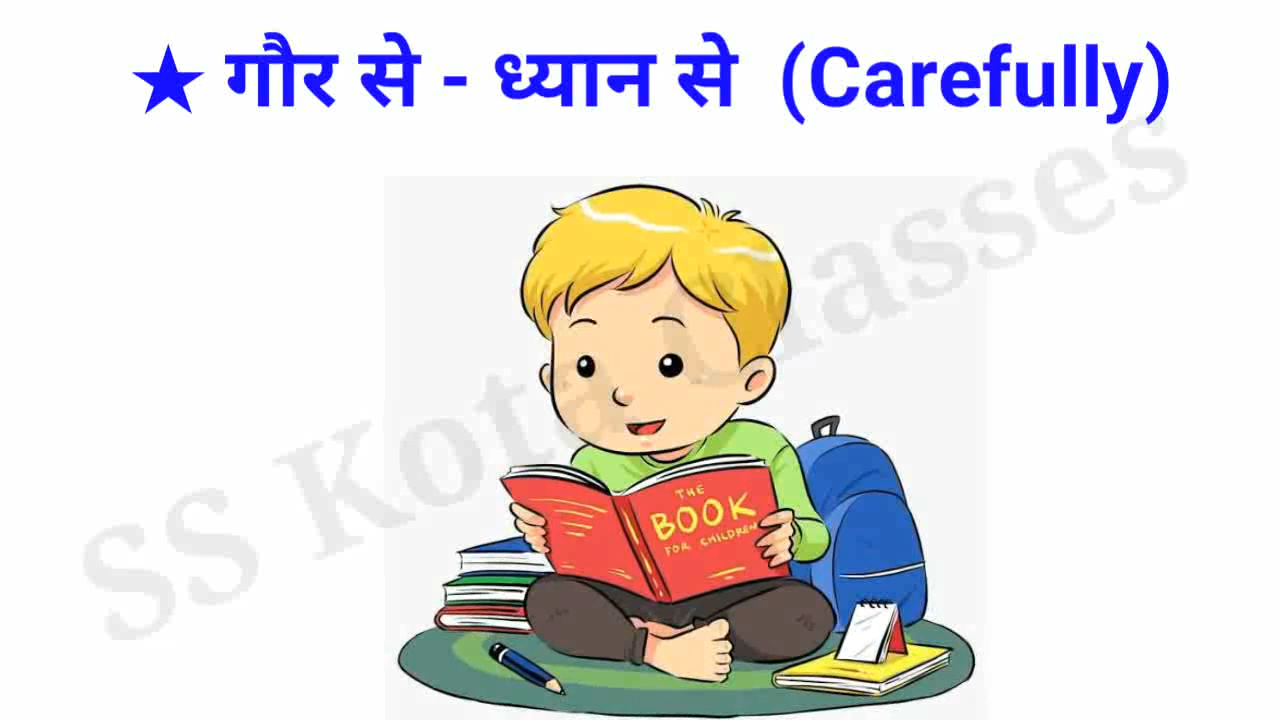 ★ गौर से - ध्यान से (Carefully)
SS Kota Classes
THE
BOOK
FOR CHILDREN